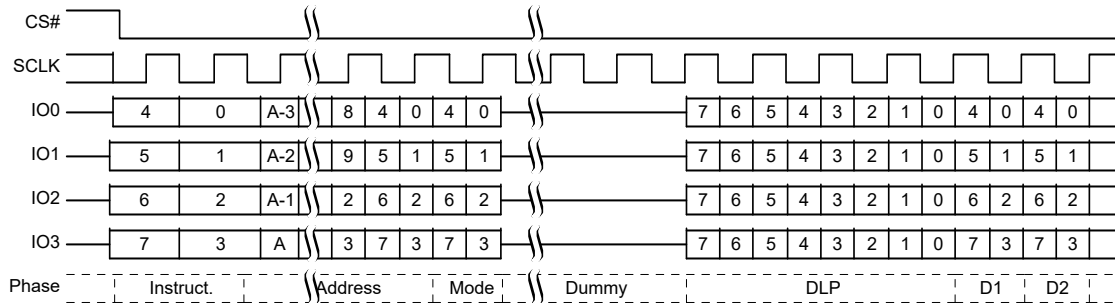 CS#
SCLK
IO0 4 0 A-3 8 4 0 4 0 7 6 5 4 3 2 1 0 4 0 4 0
IO1 5 1 A-2 9 5 1 5 1 7 6 5 4 3 2 1 0 5 1 5 1
IO2 6 2 A-1 2 6 2 6 2 7 6 5 4 3 2 1 0 6 2 6 2
IO3 7 3 A 3 7 3 7 3 7 6 5 4 3 2 1 0 7 3 7 3
Phase Instruct. Address Mode Dummy DLP D1 D2